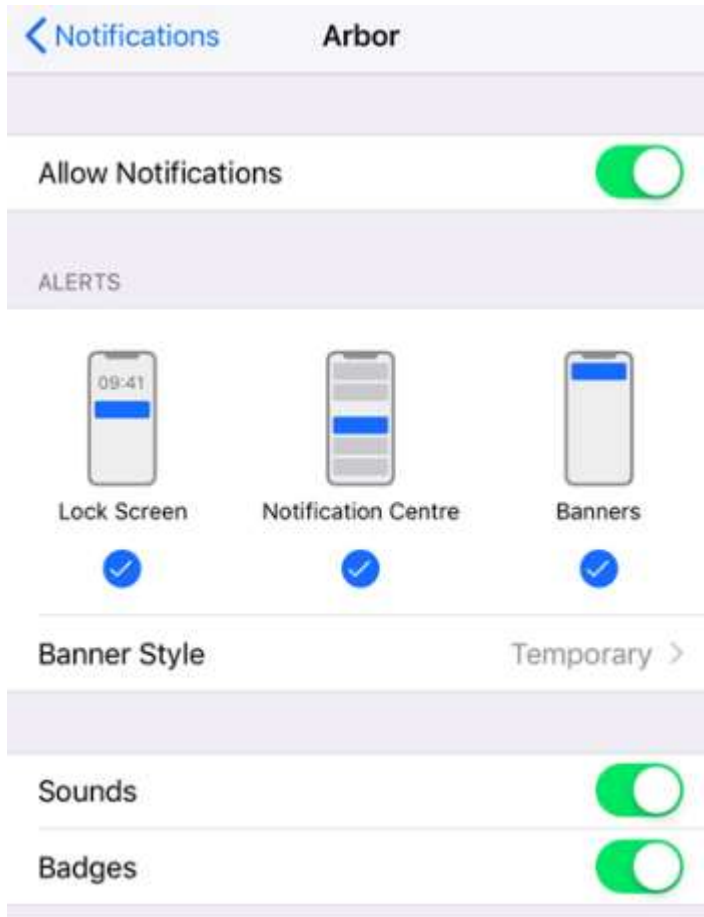 Notifications Arbor
Allow Notifications
ALERTS
09:41
Lock Screen Notification Centre Banners
Banner Style Temporary
Sounds
Badges